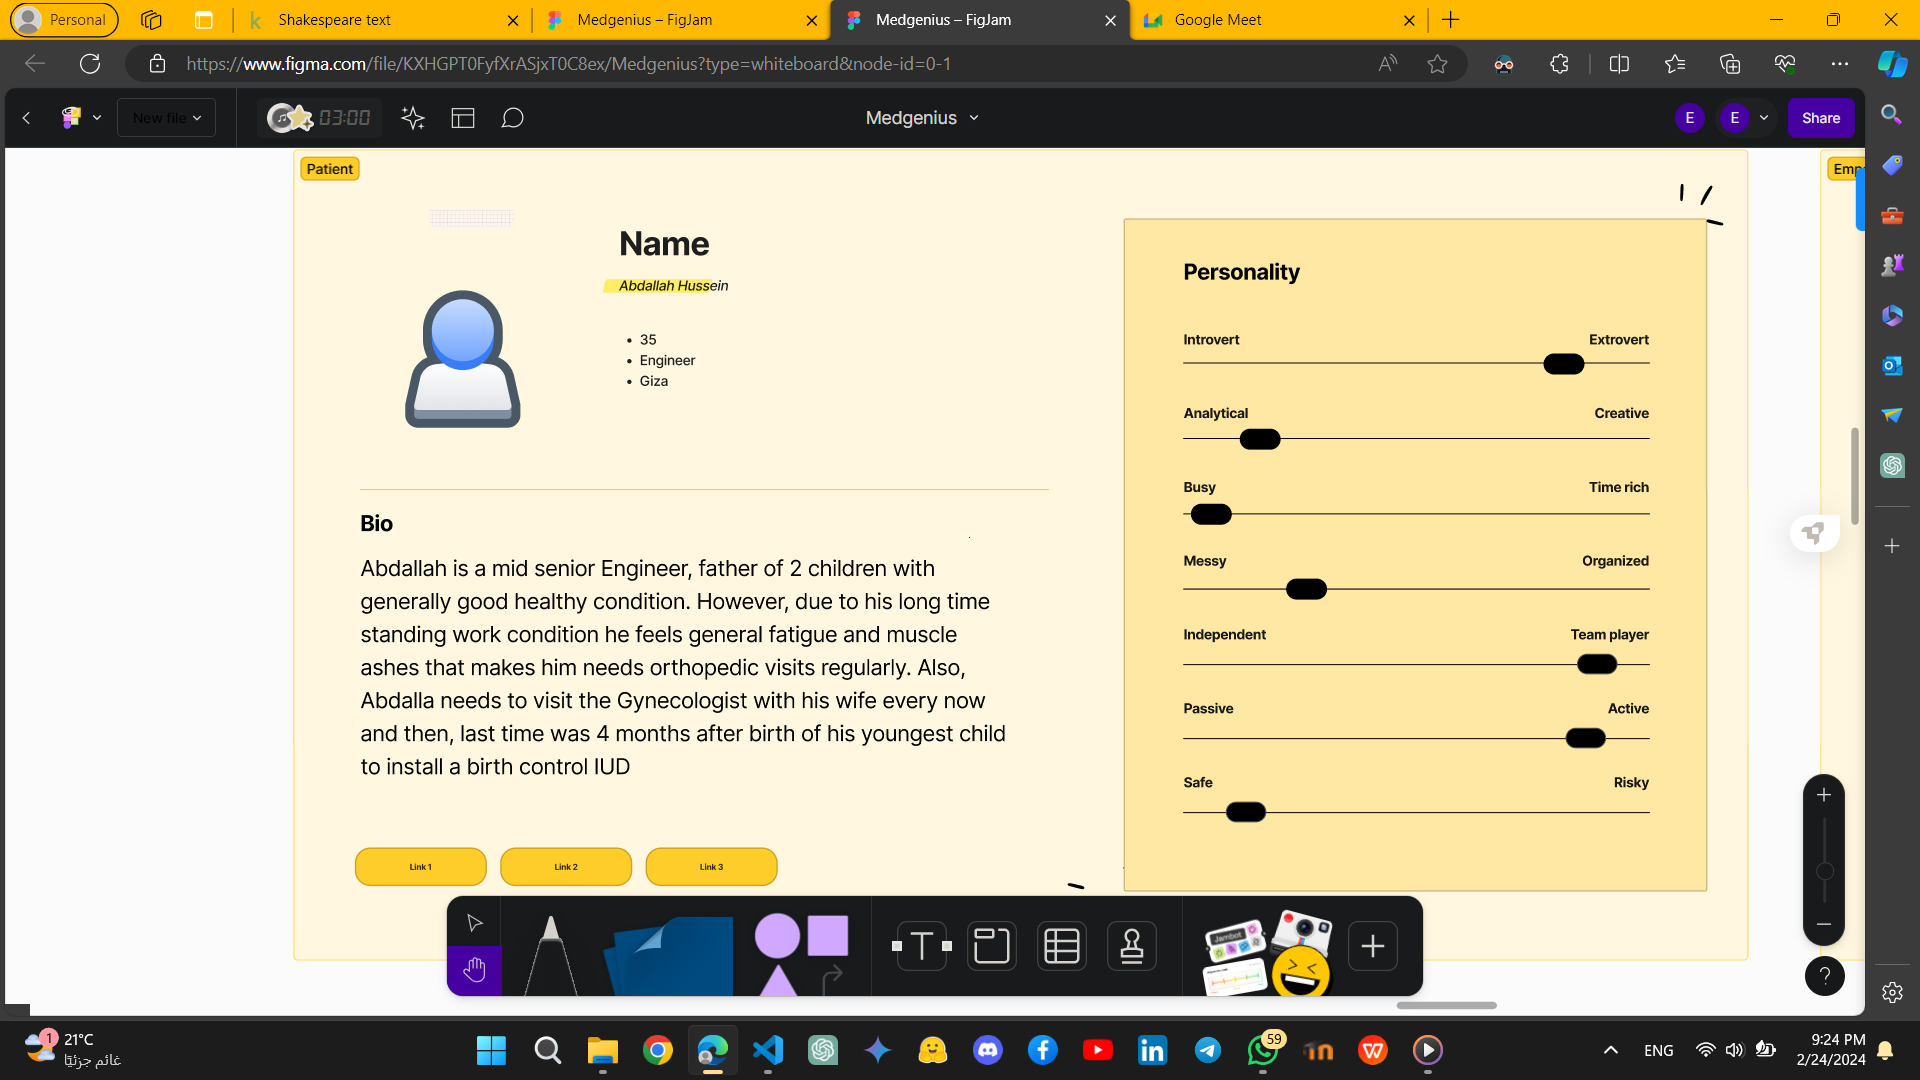 Personal
Shakespeare text
Medgenius – FigJam
Medgenius – FigJam
Google Meet
https://www.figma.com/file/KXHGPT0FyfXrASjxT0C8ex/Medgenius?type=whiteboard&node-id=0-1
New file
03:00
Medgenius
E
E
Share
Patient
Emp
Name
Abdallah Hussein
35
Engineer
Giza
Bio
Abdallah is a mid senior Engineer, father of 2 children with
generally good healthy condition. However, due to his long time
standing work condition he feels general fatigue and muscle
ashes that makes him needs orthopedic visits regularly. Also,
Abdalla needs to visit the Gynecologist with his wife every now
and then, last time was 4 months after birth of his youngest child
to install a birth control IUD
Link 1
Link 2
Link 3
Personality
Introvert
Extrovert
Analytical
Creative
Busy
Time rich
Messy
Organized
Independent
Team player
Passive
Active
Safe
Risky
Jambot
1
21°C
غائم جزئيًا
59
ENG
9:24 PM
2/24/2024